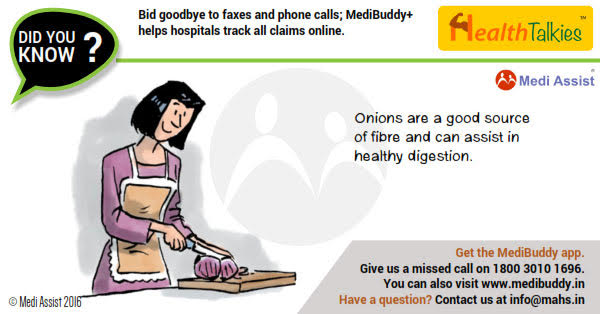 DID YOU
KNOW ?
Bid goodbye to faxes and phone calls; MediBuddy+
helps hospitals track all claims online.
HealthTalkies™
Medi Assist®
Onions are a good source
of fibre and can assist in
healthy digestion.
Get the MediBuddy app.
Give us a missed call on 1800 3010 1696.
You can also visit www.medibuddy.in
Have a question? Contact us at info@mahs.in
© Medi Assist 2016